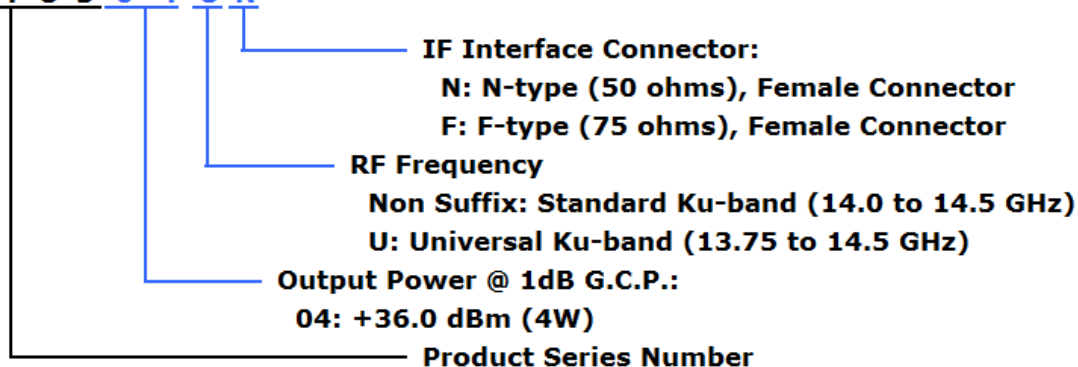 IF Interface Connector:
N: N-type (50 ohms), Female Connector
F: F-type (75 ohms), Female Connector
RF Frequency
Non Suffix: Standard Ku-band (14.0 to 14.5 GHz)
U: Universal Ku-band (13.75 to 14.5 GHz)
Output Power @ 1dB G.C.P.:
04: +36.0 dBm (4W)
Product Series Number